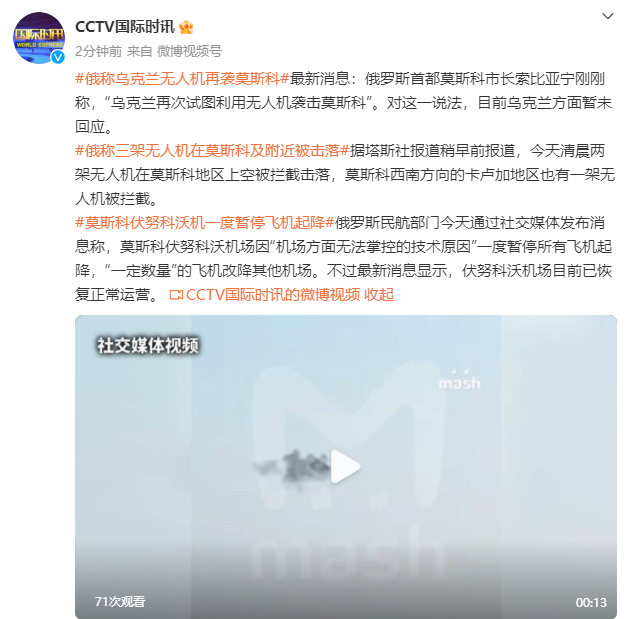 国际时讯
WORLD EXPRESS
CCTV国际时讯
2分钟前 来自 微博视频号
#俄称乌克兰无人机再袭莫斯科#最新消息：俄罗斯首都莫斯科市长索比亚宁刚刚
称，“乌克兰再次试图利用无人机袭击莫斯科”。对这一说法，目前乌克兰方面暂未
回应。
#俄称三架无人机在莫斯科及附近被击落#据塔斯社报道稍早前报道，今天清晨两
架无人机在莫斯科地区上空被拦截击落，莫斯科西南方向的卡卢加地区也有一架无
人机被拦截。
#莫斯科伏努科沃机一度暂停飞机起降#俄罗斯民航部门今天通过社交媒体发布消
息称，莫斯科伏努科沃机场因“机场方面无法掌控的技术原因”一度暂停所有飞机起
降，“一定数量”的飞机改降其他机场。不过最新消息显示，伏努科沃机场目前已恢
复正常运营。 CCTV国际时讯的微博视频 收起
社交媒体视频
mash
mash
71次观看
00:13